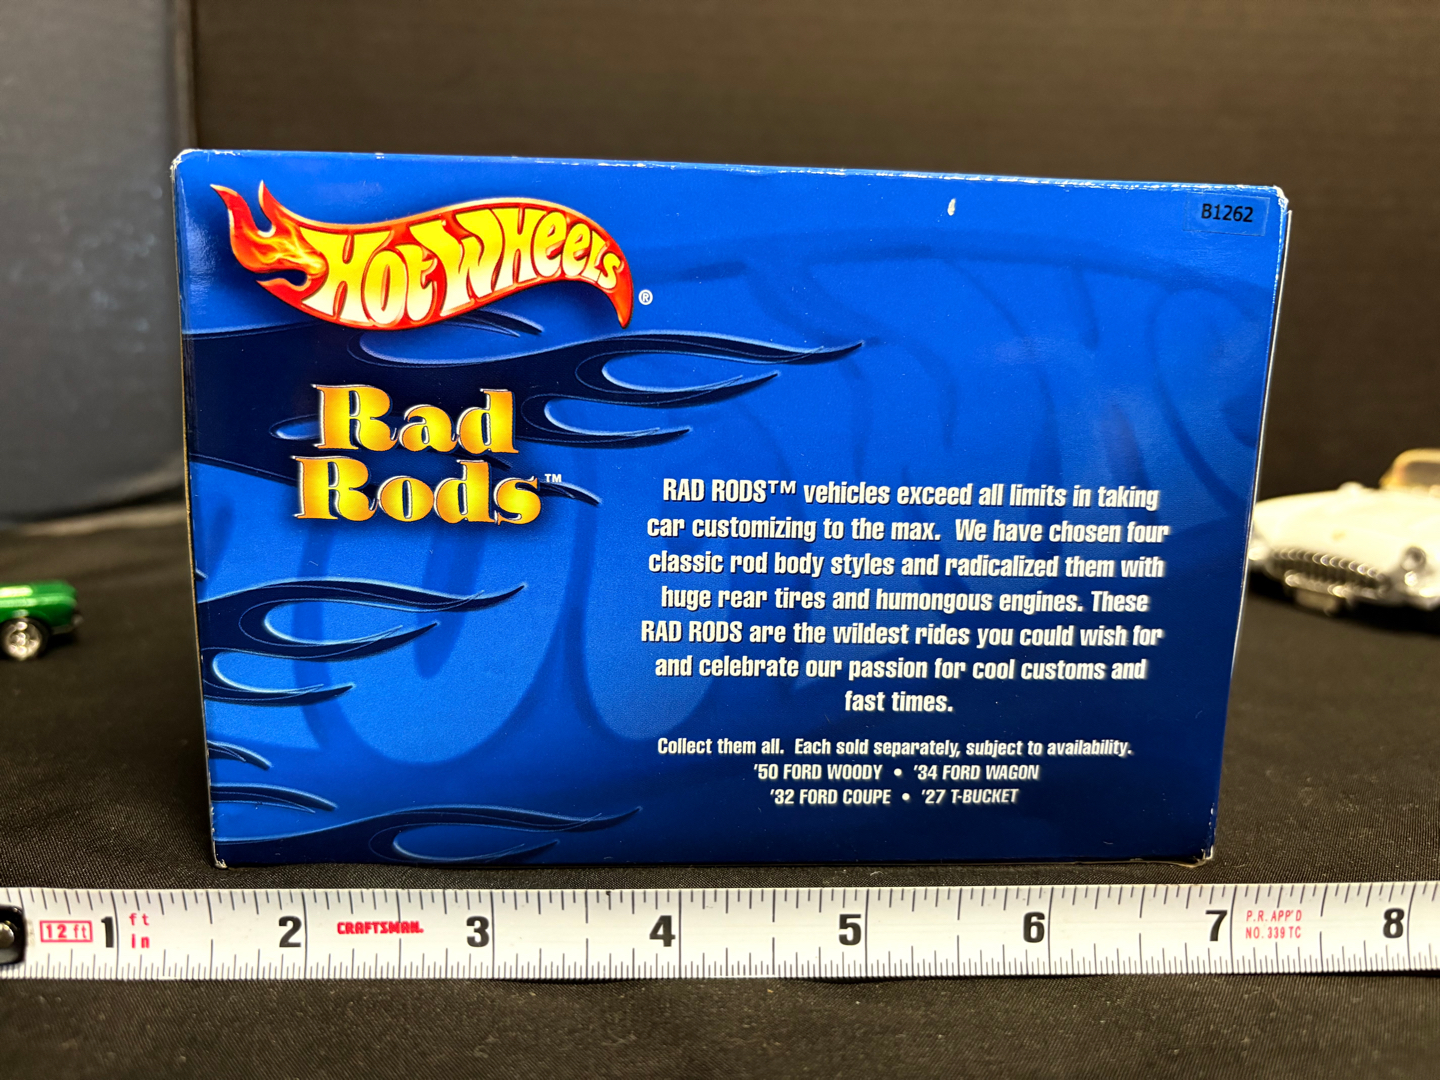 B1262
HOT WHEELS®
Rad
Rods™
RAD RODS™ vehicles exceed all limits in taking
car customizing to the max.  We have chosen four
classic rod body styles and radicalized them with
huge rear tires and humongous engines. These
RAD RODS are the wildest rides you could wish for
and celebrate our passion for cool customs and
fast times.
Collect them all.  Each sold separately, subject to availability.
'50 FORD WOODY • '34 FORD WAGON
'32 FORD COUPE • '27 T-BUCKET
12 ft 1 ft in 2 CRAFTSMAN. 3 4 5 6 7 P.R. APP'D NO. 339 TC 8